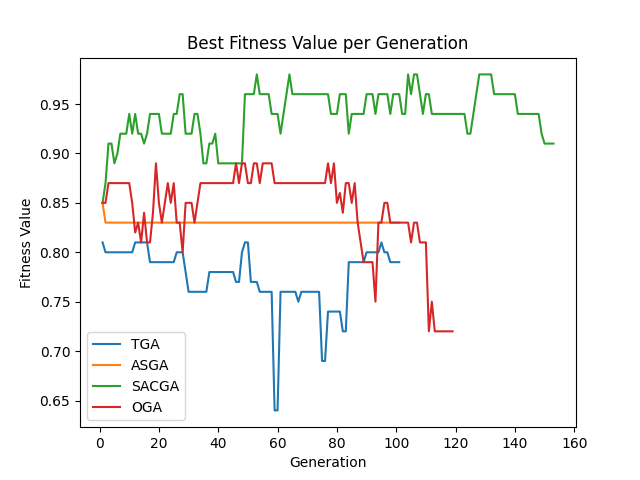 Best Fitness Value per Generation
Fitness Value
0.95
0.90
0.85
0.80
0.75
0.70
0.65
TGA
ASGA
SACGA
OGA
0 20 40 60 80 100 120 140 160
Generation